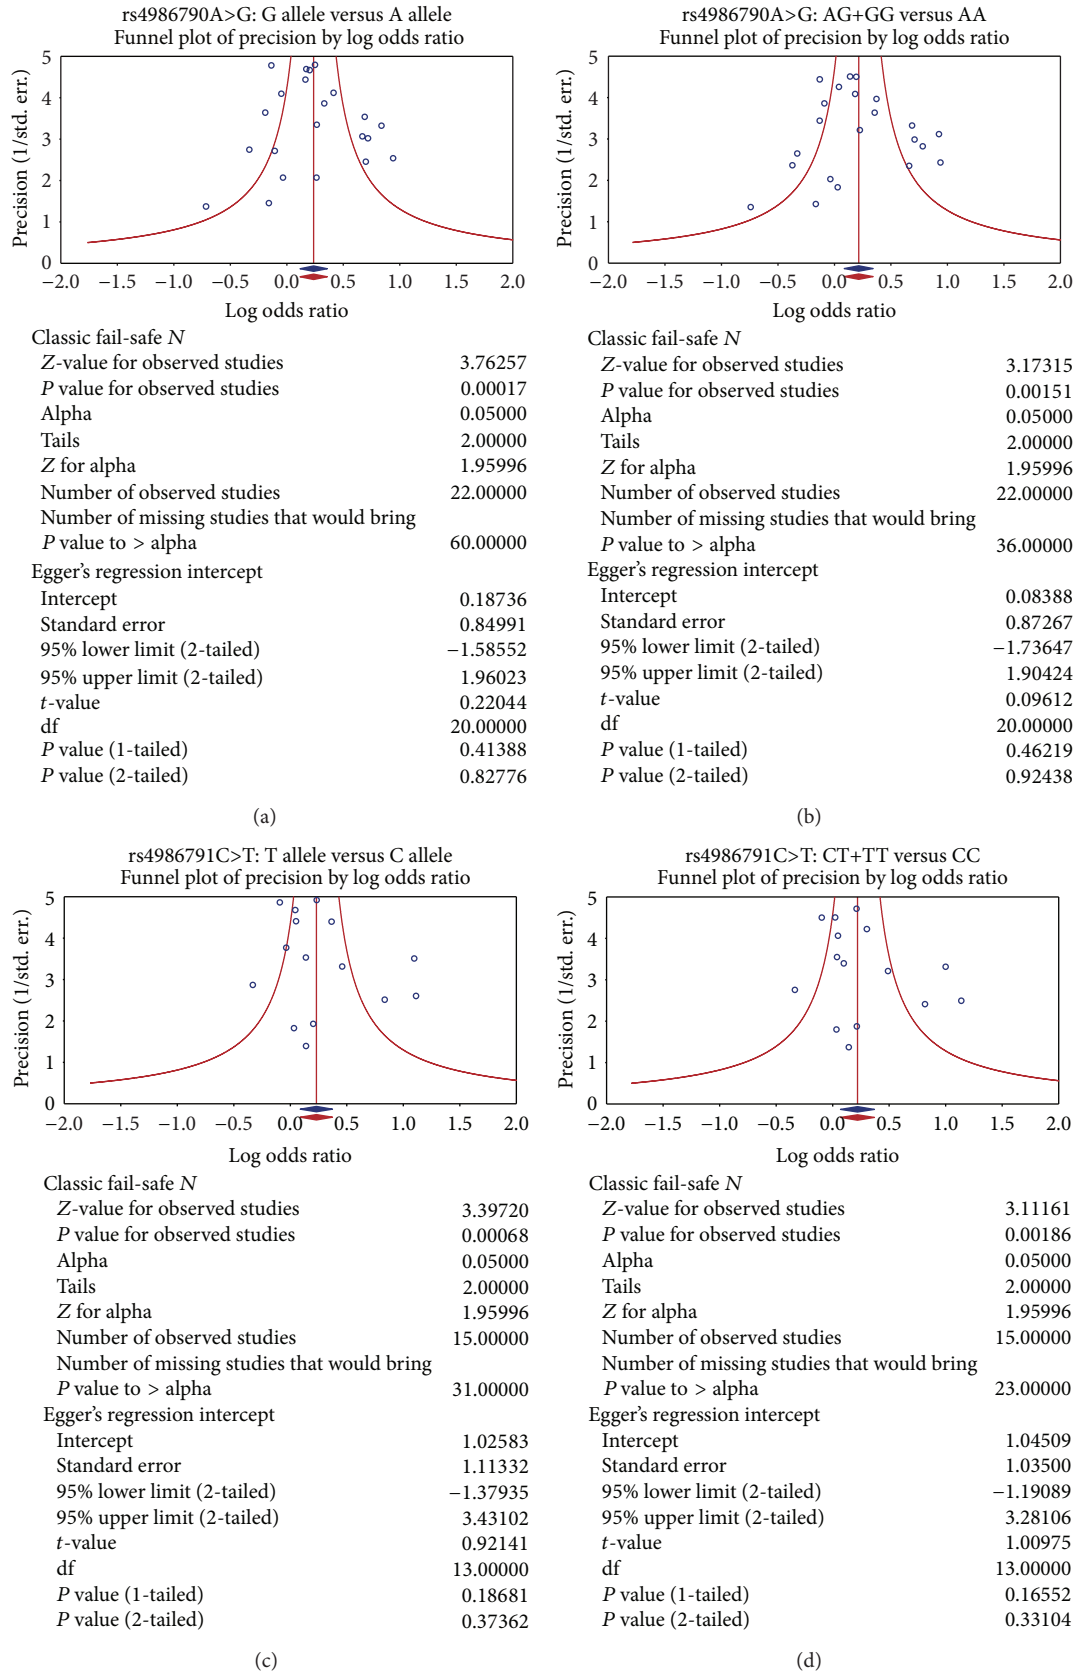 rs4986790A>G: G allele versus A allele
Funnel plot of precision by log odds ratio
Precision (1/std. err.)
5
4
3
2
1
0
−2.0 −1.5 −1.0 −0.5 0.0 0.5 1.0 1.5 2.0
Log odds ratio
Classic fail-safe N
Z-value for observed studies 3.76257
P value for observed studies 0.00017
Alpha 0.05000
Tails 2.00000
Z for alpha 1.95996
Number of observed studies 22.00000
Number of missing studies that would bring
P value to > alpha 60.00000
Egger's regression intercept
Intercept 0.18736
Standard error 0.84991
95% lower limit (2-tailed) −1.58552
95% upper limit (2-tailed) 1.96023
t-value 0.22044
df 20.00000
P value (1-tailed) 0.41388
P value (2-tailed) 0.82776
(a)
rs4986790A>G: AG+GG versus AA
Funnel plot of precision by log odds ratio
Precision (1/std. err.)
5
4
3
2
1
0
−2.0 −1.5 −1.0 −0.5 0.0 0.5 1.0 1.5 2.0
Log odds ratio
Classic fail-safe N
Z-value for observed studies 3.17315
P value for observed studies 0.00151
Alpha 0.05000
Tails 2.00000
Z for alpha 1.95996
Number of observed studies 22.00000
Number of missing studies that would bring
P value to > alpha 36.00000
Egger's regression intercept
Intercept 0.08388
Standard error 0.87267
95% lower limit (2-tailed) −1.73647
95% upper limit (2-tailed) 1.90424
t-value 0.09612
df 20.00000
P value (1-tailed) 0.46219
P value (2-tailed) 0.92438
(b)
rs4986791C>T: T allele versus C allele
Funnel plot of precision by log odds ratio
Precision (1/std. err.)
5
4
3
2
1
0
−2.0 −1.5 −1.0 −0.5 0.0 0.5 1.0 1.5 2.0
Log odds ratio
Classic fail-safe N
Z-value for observed studies 3.39720
P value for observed studies 0.00068
Alpha 0.05000
Tails 2.00000
Z for alpha 1.95996
Number of observed studies 15.00000
Number of missing studies that would bring
P value to > alpha 31.00000
Egger's regression intercept
Intercept 1.02583
Standard error 1.11332
95% lower limit (2-tailed) −1.37935
95% upper limit (2-tailed) 3.43102
t-value 0.92141
df 13.00000
P value (1-tailed) 0.18681
P value (2-tailed) 0.37362
(c)
rs4986791C>T: CT+TT versus CC
Funnel plot of precision by log odds ratio
Precision (1/std. err.)
5
4
3
2
1
0
−2.0 −1.5 −1.0 −0.5 0.0 0.5 1.0 1.5 2.0
Log odds ratio
Classic fail-safe N
Z-value for observed studies 3.11161
P value for observed studies 0.00186
Alpha 0.05000
Tails 2.00000
Z for alpha 1.95996
Number of observed studies 15.00000
Number of missing studies that would bring
P value to > alpha 23.00000
Egger's regression intercept
Intercept 1.04509
Standard error 1.03500
95% lower limit (2-tailed) −1.19089
95% upper limit (2-tailed) 3.28106
t-value 1.00975
df 13.00000
P value (1-tailed) 0.16552
P value (2-tailed) 0.33104
(d)